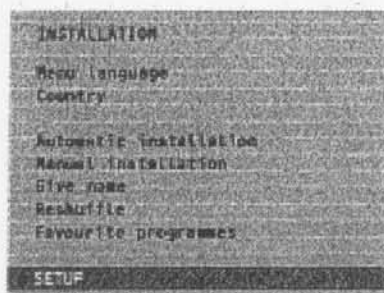 INSTALLATION
Menu language
Country
Automatic installation
Manual installation
Give name
Reshuffle
Favourite programmes
SETUP